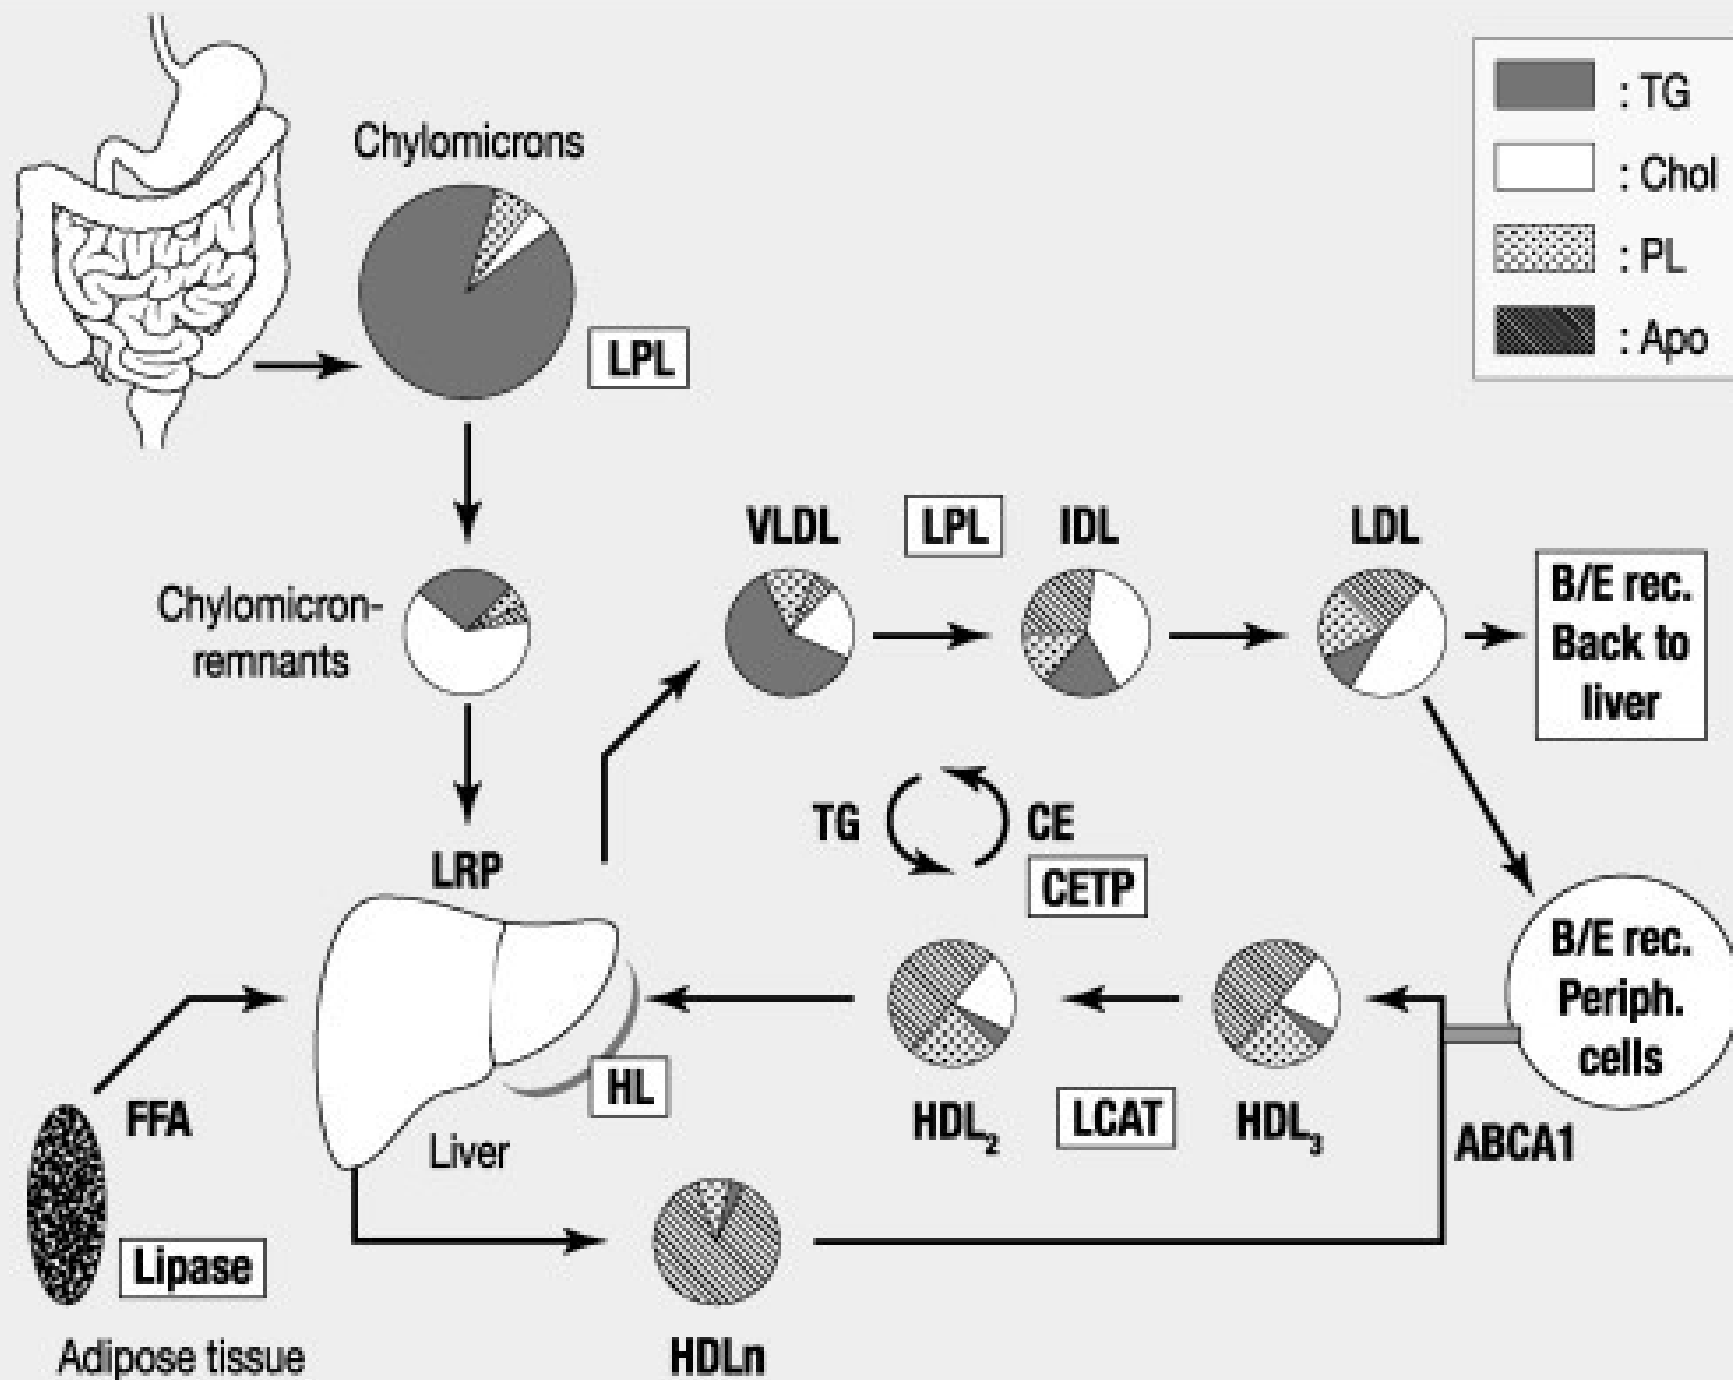 : TG
: Chol
: PL
: Apo
Chylomicrons
LPL
Chylomicron-
remnants
VLDL
LPL
IDL
LDL
B/E rec.
Back to
liver
TG
CE
CETP
LRP
B/E rec.
Periph.
cells
HL
HDL₂
LCAT
HDL₃
ABCA1
FFA
Liver
Lipase
Adipose tissue
HDLn